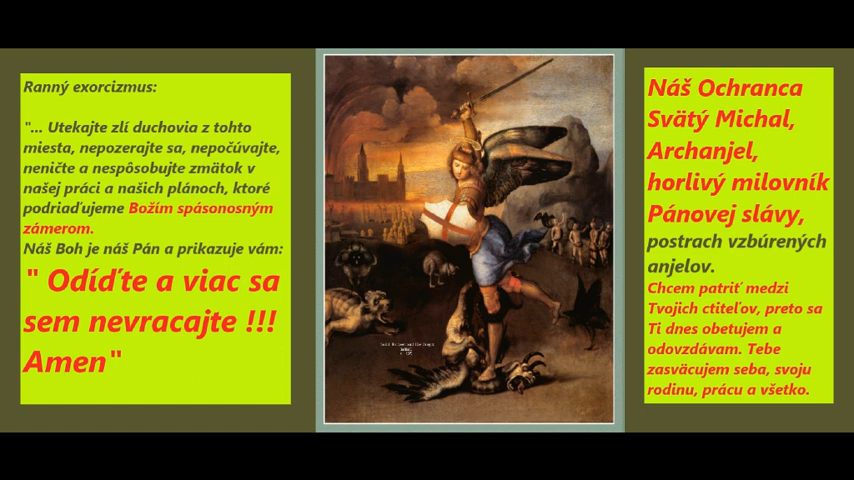 Ranný exorcizmus:
"... Utekajte zlí duchovia z tohto
miesta, nepozerajte sa, nepočúvajte,
neničte a nespôsobujte zmätok v
našej práci a našich plánoch, ktoré
podriaďujeme Božím spásonosným
zámerom.
Náš Boh je náš Pán a prikazuje vám:
" Odíďte a viac sa
sem nevracajte !!!
Amen"
Náš Ochranca
Svätý Michal,
Archanjel,
horlivý milovník
Pánovej slávy,
postrach vzbúrených
anjelov.
Chcem patriť medzi
Tvojich ctiteľov, preto sa
Ti dnes obetujem a
odovzdávam. Tebe
zasväcujem seba, svoju
rodinu, prácu a všetko.